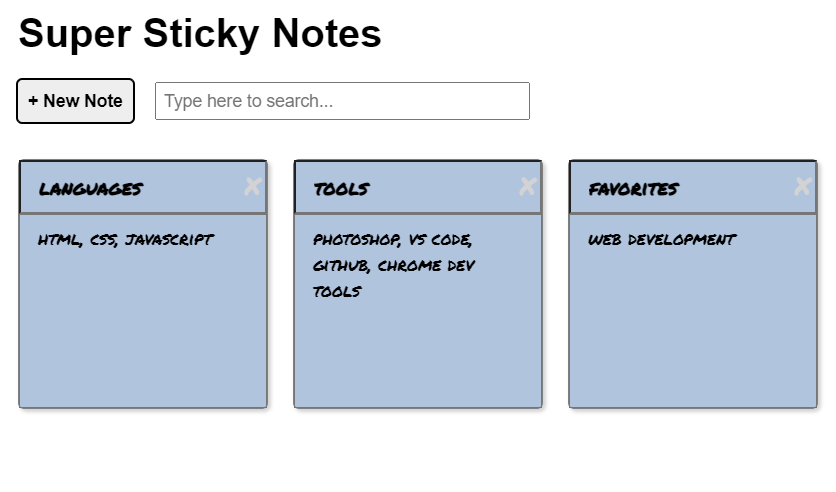 Super Sticky Notes
+ New Note
Type here to search...
LANGUAGES
TOOLS
FAVORITES
HTML, CSS, JAVASCRIPT
PHOTOSHOP, VS CODE,
GITHUB, CHROME DEV
TOOLS
WEB DEVELOPMENT